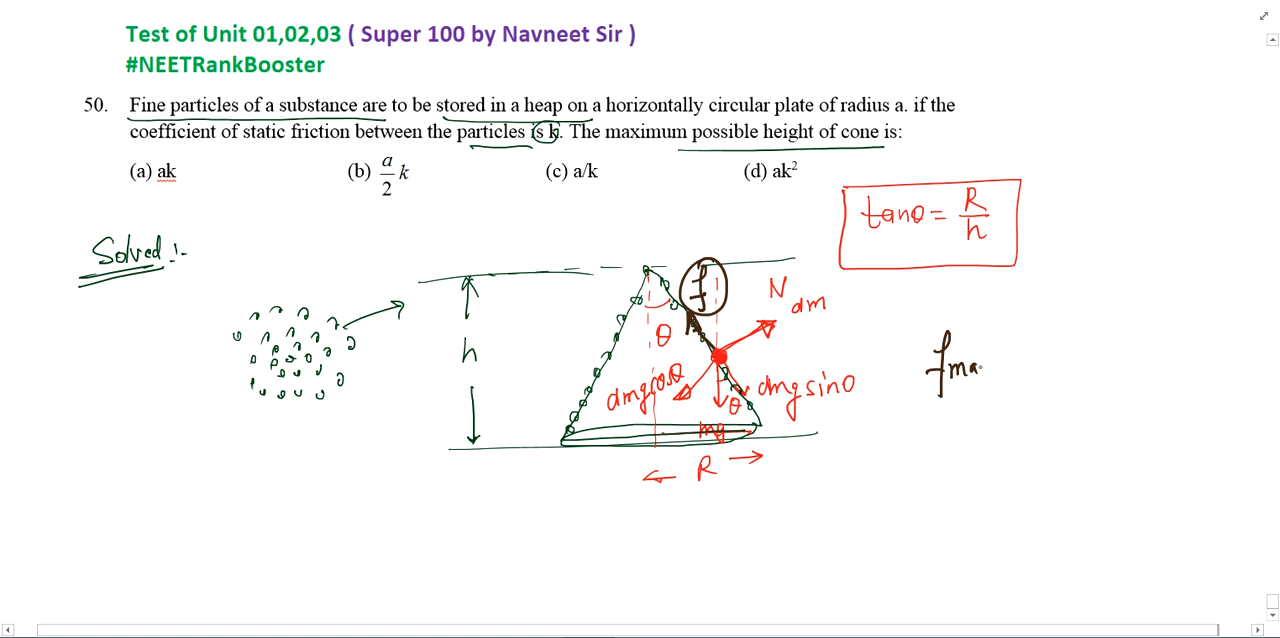 Test of Unit 01,02,03 ( Super 100 by Navneet Sir )
#NEETRankBooster
50. Fine particles of a substance are to be stored in a heap on a horizontally circular plate of radius a. if the
coefficient of static friction between the particles is k. The maximum possible height of cone is:
(a) ak (b) a/2 k (c) a/k (d) ak²
tanθ = R/h
Solved :-
f
N
dm
h
θ
fma
dmgcosθ
dmg sinθ
θ
mg
R